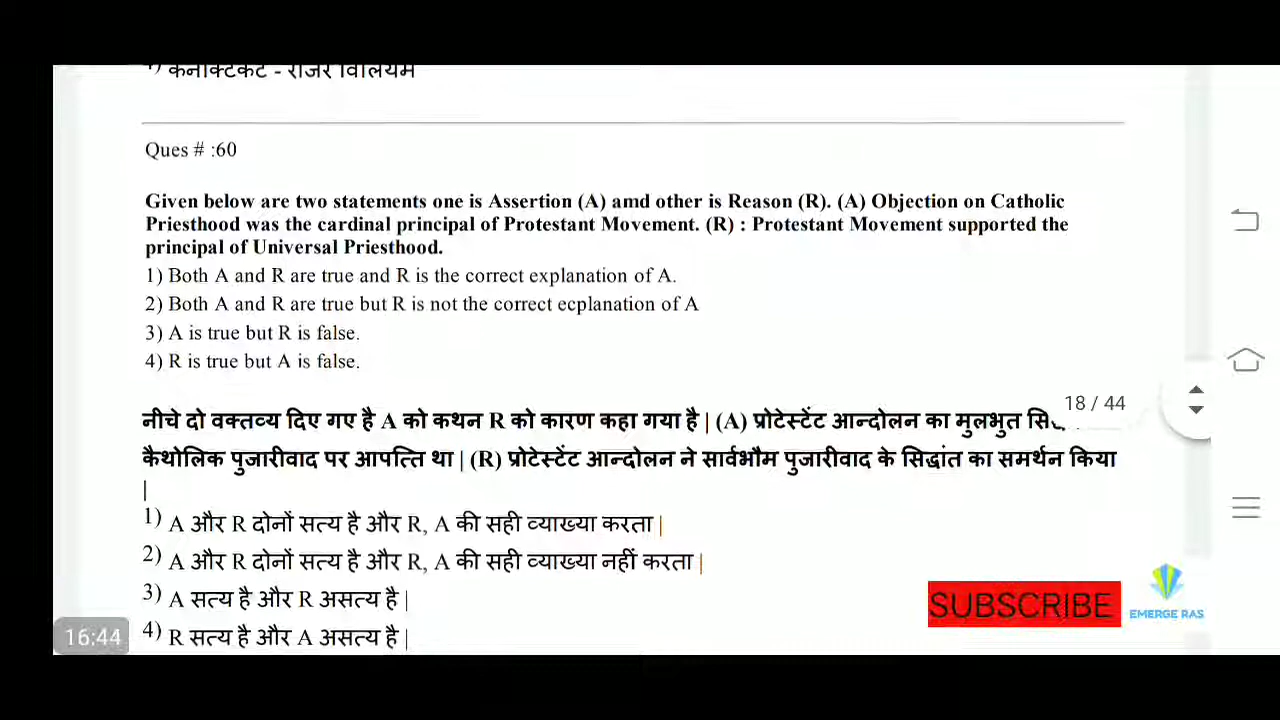 कनेक्टिकट - रोजर विलियम
Ques # :60
Given below are two statements one is Assertion (A) amd other is Reason (R). (A) Objection on Catholic
Priesthood was the cardinal principal of Protestant Movement. (R) : Protestant Movement supported the
principal of Universal Priesthood.
1) Both A and R are true and R is the correct explanation of A.
2) Both A and R are true but R is not the correct ecplanation of A
3) A is true but R is false.
4) R is true but A is false.
नीचे दो वक्तव्य दिए गए है A को कथन R को कारण कहा गया है | (A) प्रोटेस्टेंट आन्दोलन का मुलभुत
कैथोलिक पुजारीवाद पर आपत्ति था | (R) प्रोटेस्टेंट आन्दोलन ने सार्वभौम पुजारीवाद के सिद्धांत का समर्थन किया
|
1) A और R दोनों सत्य है और R, A की सही व्याख्या करता |
2) A और R दोनों सत्य है और R, A की सही व्याख्या नहीं करता |
3) A सत्य है और R असत्य है |
4) R सत्य है और A असत्य है |
18 / 44
16:44
SUBSCRIBE
EMERGE RAS